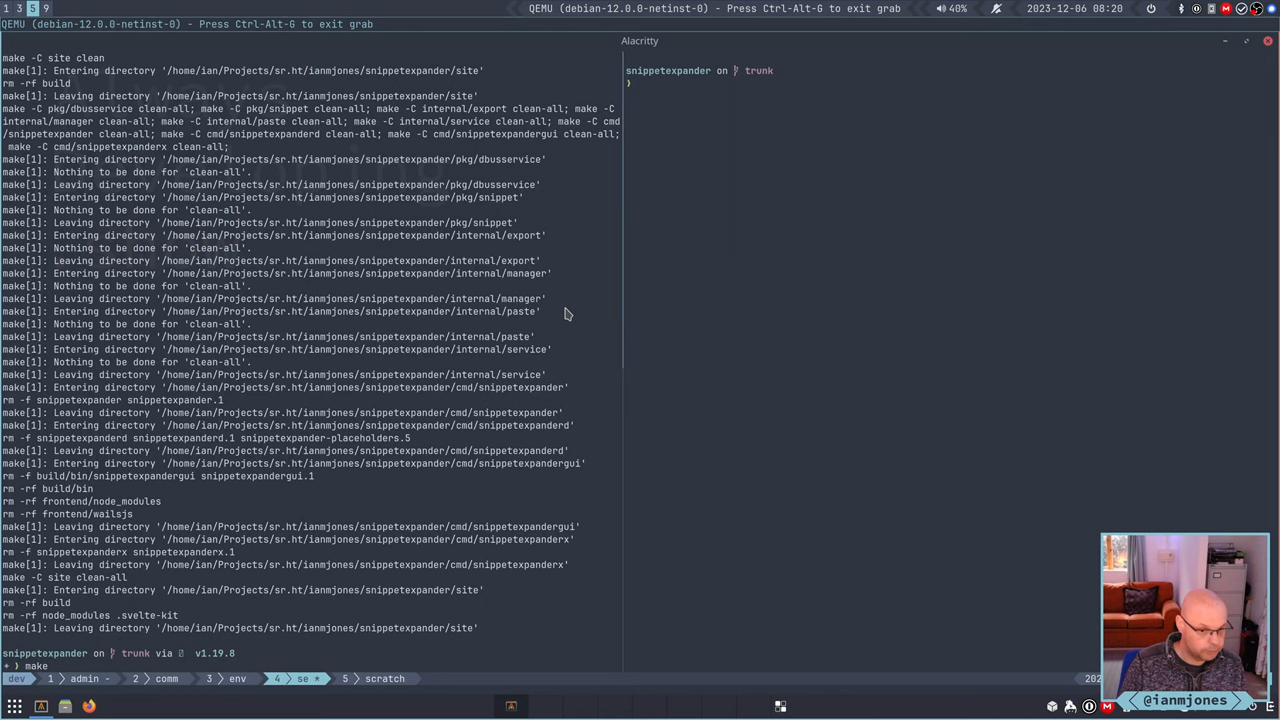 1 3 5 9
QEMU (debian-12.0.0-netinst-0) - Press Ctrl-Alt-G to exit grab
40%
2023-12-06 08:20
QEMU (debian-12.0.0-netinst-0) - Press Ctrl-Alt-G to exit grab
Alacritty
make -C site clean
make[1]: Entering directory '/home/ian/Projects/sr.ht/ianmjones/snippetexpander/site'
rm -rf build
make[1]: Leaving directory '/home/ian/Projects/sr.ht/ianmjones/snippetexpander/site'
make -C pkg/dbusservice clean-all; make -C pkg/snippet clean-all; make -C internal/export clean-all; make -C
internal/manager clean-all; make -C internal/paste clean-all; make -C internal/service clean-all; make -C cmd
/snippetexpander clean-all; make -C cmd/snippetexpanderd clean-all; make -C cmd/snippetexpandergui clean-all;
make -C cmd/snippetexpanderx clean-all;
make[1]: Entering directory '/home/ian/Projects/sr.ht/ianmjones/snippetexpander/pkg/dbusservice'
make[1]: Nothing to be done for 'clean-all'.
make[1]: Leaving directory '/home/ian/Projects/sr.ht/ianmjones/snippetexpander/pkg/dbusservice'
make[1]: Entering directory '/home/ian/Projects/sr.ht/ianmjones/snippetexpander/pkg/snippet'
make[1]: Nothing to be done for 'clean-all'.
make[1]: Leaving directory '/home/ian/Projects/sr.ht/ianmjones/snippetexpander/pkg/snippet'
make[1]: Entering directory '/home/ian/Projects/sr.ht/ianmjones/snippetexpander/internal/export'
make[1]: Nothing to be done for 'clean-all'.
make[1]: Leaving directory '/home/ian/Projects/sr.ht/ianmjones/snippetexpander/internal/export'
make[1]: Entering directory '/home/ian/Projects/sr.ht/ianmjones/snippetexpander/internal/manager'
make[1]: Nothing to be done for 'clean-all'.
make[1]: Leaving directory '/home/ian/Projects/sr.ht/ianmjones/snippetexpander/internal/manager'
make[1]: Entering directory '/home/ian/Projects/sr.ht/ianmjones/snippetexpander/internal/paste'
make[1]: Nothing to be done for 'clean-all'.
make[1]: Leaving directory '/home/ian/Projects/sr.ht/ianmjones/snippetexpander/internal/paste'
make[1]: Entering directory '/home/ian/Projects/sr.ht/ianmjones/snippetexpander/internal/service'
make[1]: Nothing to be done for 'clean-all'.
make[1]: Leaving directory '/home/ian/Projects/sr.ht/ianmjones/snippetexpander/internal/service'
make[1]: Entering directory '/home/ian/Projects/sr.ht/ianmjones/snippetexpander/cmd/snippetexpander'
rm -f snippetexpander snippetexpander.1
make[1]: Leaving directory '/home/ian/Projects/sr.ht/ianmjones/snippetexpander/cmd/snippetexpander'
make[1]: Entering directory '/home/ian/Projects/sr.ht/ianmjones/snippetexpander/cmd/snippetexpanderd'
rm -f snippetexpanderd snippetexpanderd.1 snippetexpander-placeholders.5
make[1]: Leaving directory '/home/ian/Projects/sr.ht/ianmjones/snippetexpander/cmd/snippetexpanderd'
make[1]: Entering directory '/home/ian/Projects/sr.ht/ianmjones/snippetexpander/cmd/snippetexpandergui'
rm -f build/bin/snippetexpandergui snippetexpandergui.1
rm -rf build/bin
rm -rf frontend/node_modules
rm -rf frontend/wailsjs
make[1]: Leaving directory '/home/ian/Projects/sr.ht/ianmjones/snippetexpander/cmd/snippetexpandergui'
make[1]: Entering directory '/home/ian/Projects/sr.ht/ianmjones/snippetexpander/cmd/snippetexpanderx'
rm -f snippetexpanderx snippetexpanderx.1
make[1]: Leaving directory '/home/ian/Projects/sr.ht/ianmjones/snippetexpander/cmd/snippetexpanderx'
make -C site clean-all
make[1]: Entering directory '/home/ian/Projects/sr.ht/ianmjones/snippetexpander/site'
rm -rf build
rm -rf node_modules .svelte-kit
make[1]: Leaving directory '/home/ian/Projects/sr.ht/ianmjones/snippetexpander/site'
snippetexpander on trunk via v1.19.8
+ ) make
snippetexpander on trunk
)
dev 1 admin - 2 comm 3 env 4 se * 5 scratch
202
@ianmjones